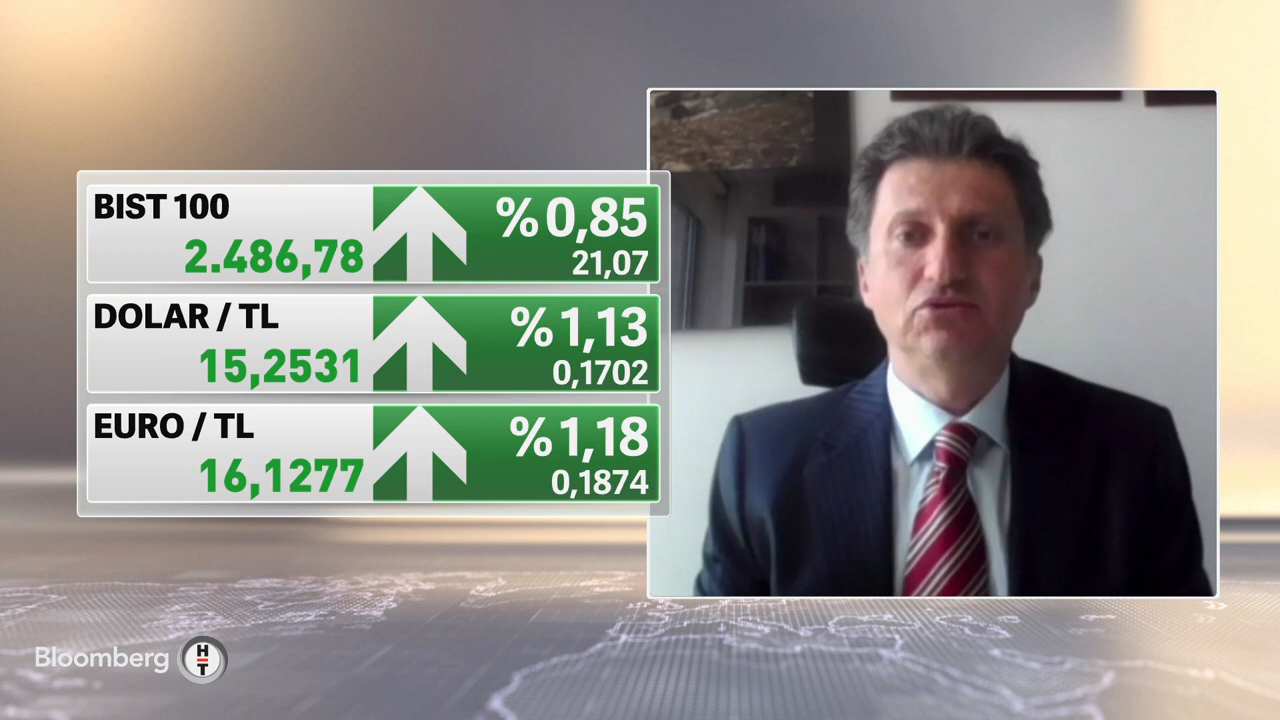 BIST 100
2.486,78
%0,85
21,07
DOLAR / TL
15,2531
%1,13
0,1702
EURO / TL
16,1277
%1,18
0,1874
Bloomberg HT